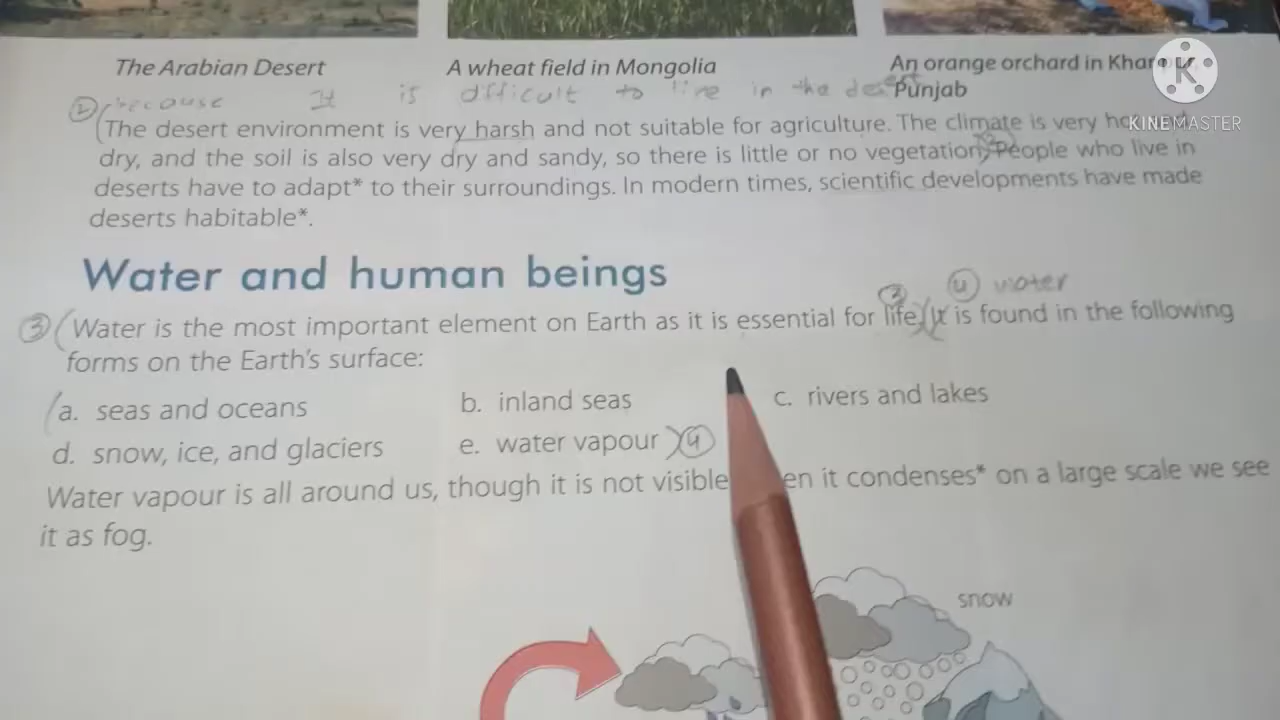 The Arabian Desert
A wheat field in Mongolia
An orange orchard in Punjab
KINEMASTER
② because It is difficult to live in the
The desert environment is very harsh and not suitable for agriculture. The climate is very
dry, and the soil is also very dry and sandy, so there is little or no vegetation. People who live in
deserts have to adapt* to their surroundings. In modern times, scientific developments have made
deserts habitable*.
Water and human beings
④ water
③ Water is the most important element on Earth as it is essential for life. It is found in the following
forms on the Earth's surface:
a. seas and oceans
b. inland seas
c. rivers and lakes
d. snow, ice, and glaciers
e. water vapour ④
Water vapour is all around us, though it is not visible condenses* on a large scale we see
it as fog.
snow